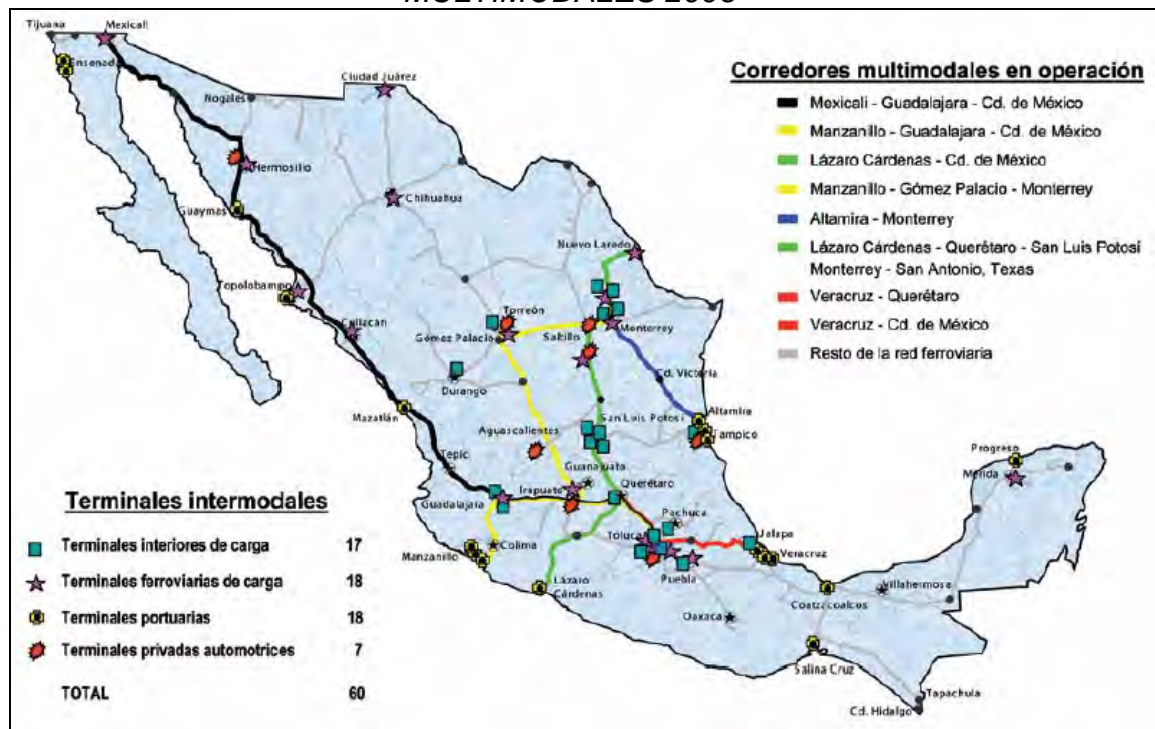 Tijuana
Mexicali
Ensenada
Ciudad Juárez
Nogales
Hermosillo
Chihuahua
Guaymas
Nuevo Laredo
Topolobampo
Torreón
Culiacan
Gómez Palacio
Saltillo
Monterrey
Durango
Cd. Victoria
Mazatlán
San Luis Potosí
Altamira
Tampico
Aguascalientes
Tepic
Guanajuato
Progreso
Mérida
Irapuato
Querétaro
Guadalajara
Pachuca
Toluca
Jalapa
Manzanillo
Colima
Veracruz
Puebla
Lázaro
Cárdenas
Villahermosa
Coatzacoalcos
Oaxaca
Salina Cruz
Tapachula
Cd. Hidalgo
Corredores multimodales en operación
Mexicali - Guadalajara - Cd. de México
Manzanillo - Guadalajara - Cd. de México
Lázaro Cárdenas - Cd. de México
Manzanillo - Gómez Palacio - Monterrey
Altamira - Monterrey
Lázaro Cárdenas - Querétaro - San Luis Potosí
Monterrey - San Antonio, Texas
Veracruz - Querétaro
Veracruz - Cd. de México
Resto de la red ferroviaria
Terminales intermodales
Terminales interiores de carga 17
Terminales ferroviarias de carga 18
Terminales portuarias 18
Terminales privadas automotrices 7
TOTAL 60